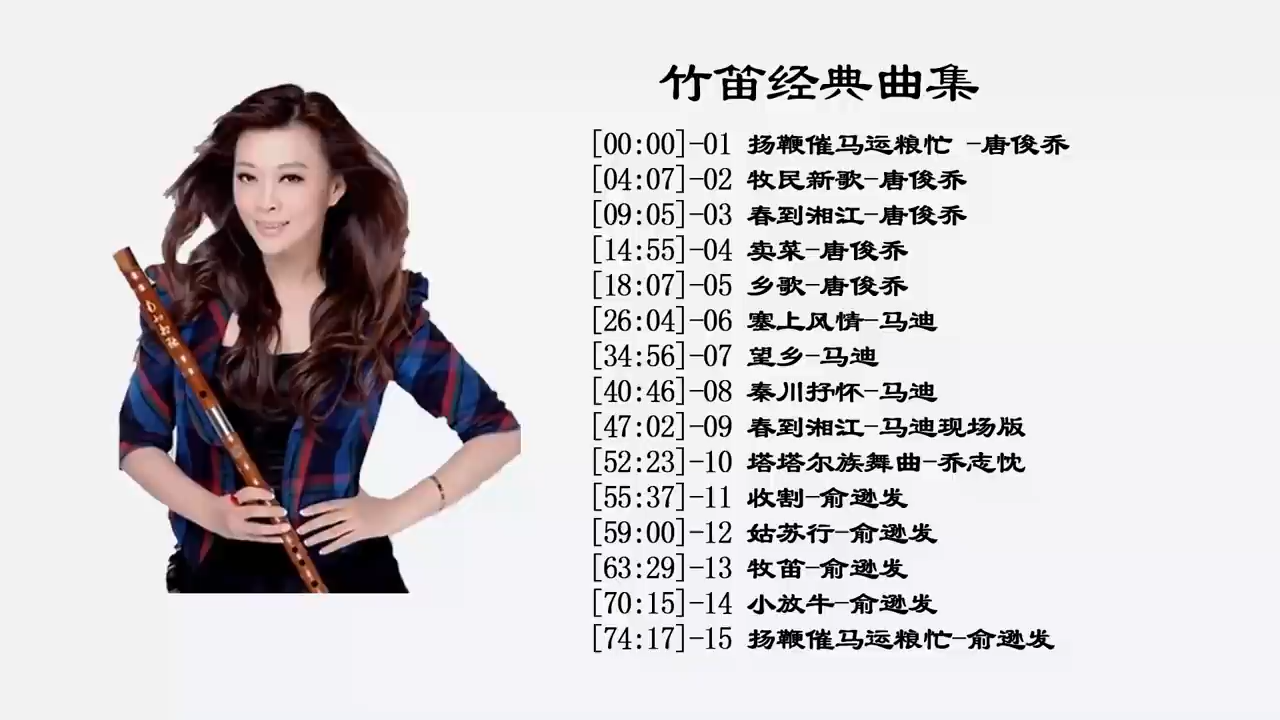 竹笛经典曲集
[00:00]-01 扬鞭催马运粮忙 -唐俊乔
[04:07]-02 牧民新歌-唐俊乔
[09:05]-03 春到湘江-唐俊乔
[14:55]-04 卖菜-唐俊乔
[18:07]-05 乡歌-唐俊乔
[26:04]-06 塞上风情-马迪
[34:56]-07 望乡-马迪
[40:46]-08 秦川抒怀-马迪
[47:02]-09 春到湘江-马迪现场版
[52:23]-10 塔塔尔族舞曲-乔志忱
[55:37]-11 收割-俞逊发
[59:00]-12 姑苏行-俞逊发
[63:29]-13 牧笛-俞逊发
[70:15]-14 小放牛-俞逊发
[74:17]-15 扬鞭催马运粮忙-俞逊发